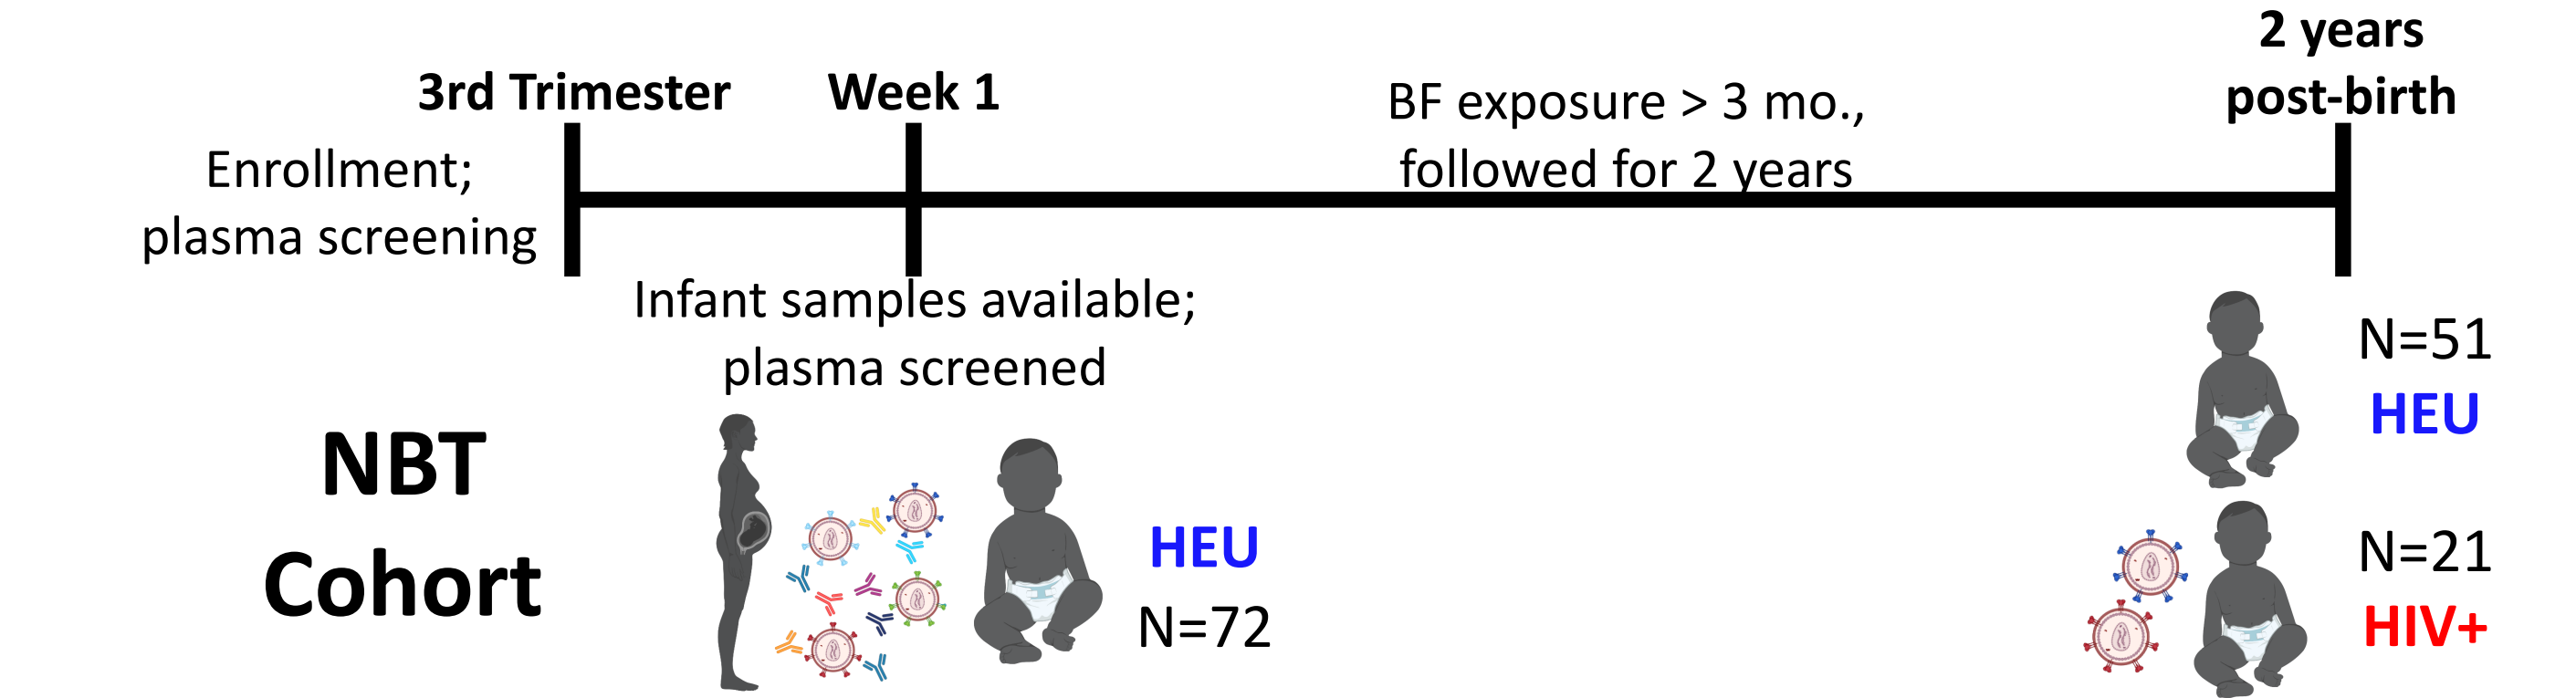 3rd Trimester
Week 1
2 years
post-birth
Enrollment;
plasma screening
BF exposure > 3 mo.,
followed for 2 years
Infant samples available;
plasma screened
NBT
Cohort
HEU
N=72
N=51
HEU
N=21
HIV+